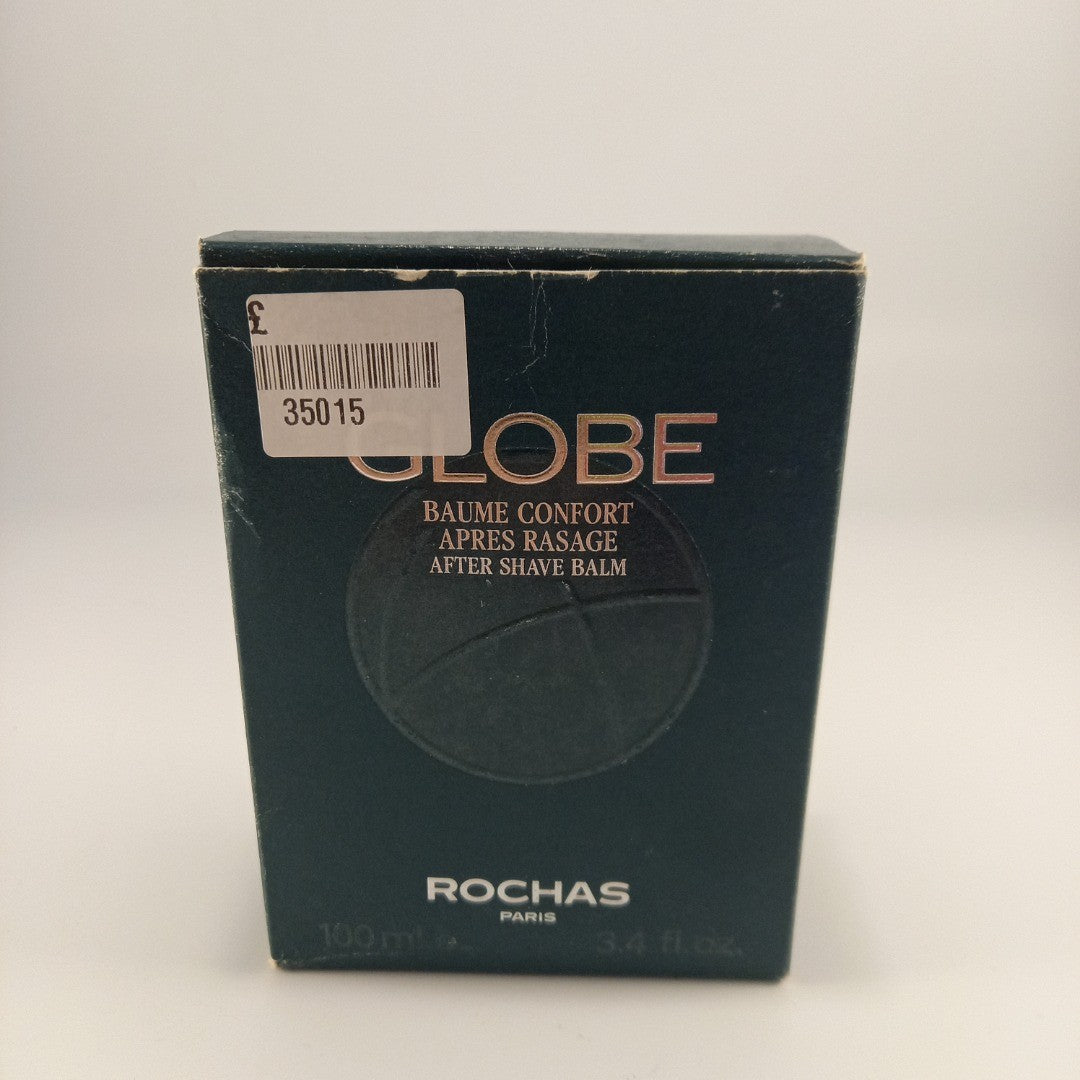 £
35015
GLOBE
BAUME CONFORT
APRES RASAGE
AFTER SHAVE BALM
ROCHAS
PARIS
100 ml e 3.4 fl.oz.